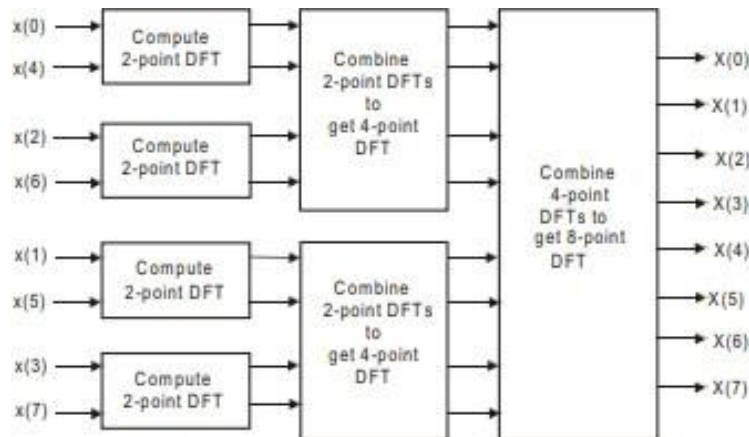 x(0)
x(4)
Compute
2-point DFT
x(2)
x(6)
Compute
2-point DFT
Combine
2-point DFTs
to
get 4-point
DFT
x(1)
x(5)
Compute
2-point DFT
x(3)
x(7)
Compute
2-point DFT
Combine
2-point DFTs
to
get 4-point
DFT
Combine
4-point
DFTs to
get 8-point
DFT
X(0)
X(1)
X(2)
X(3)
X(4)
X(5)
X(6)
X(7)